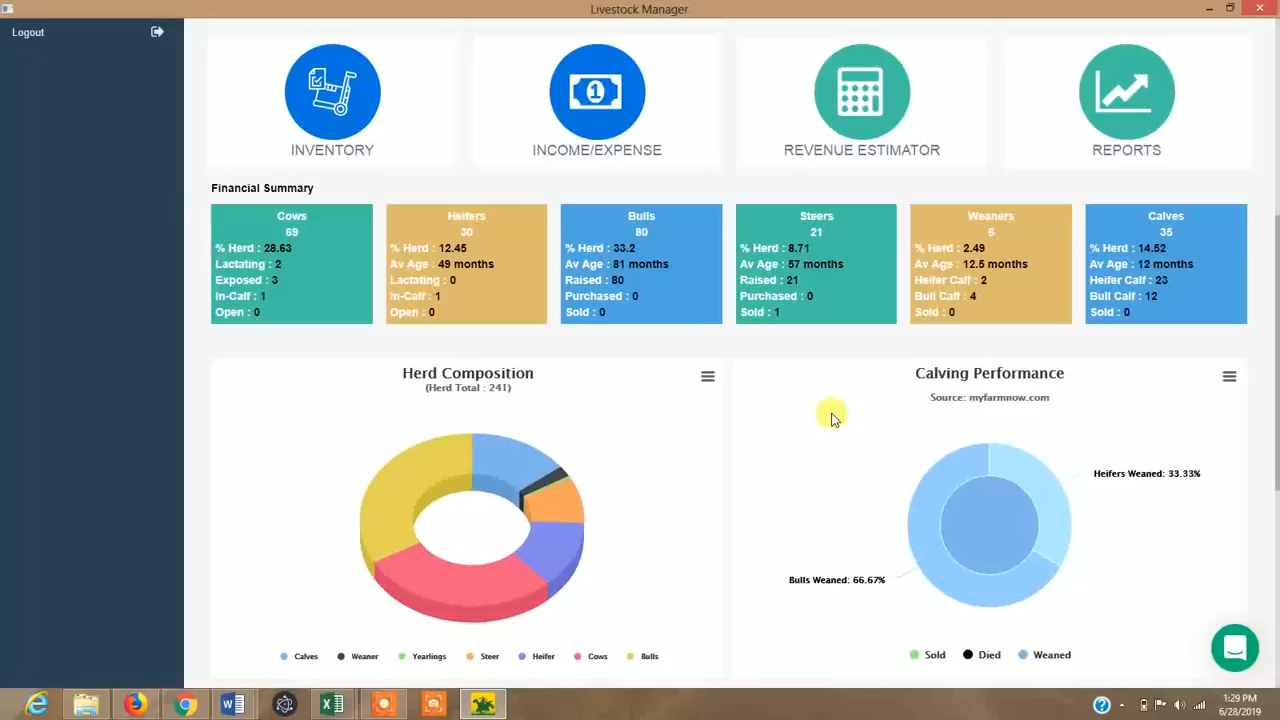 Livestock Manager
Logout
INVENTORY
INCOME/EXPENSE
REVENUE ESTIMATOR
REPORTS
Financial Summary
Cows
69
% Herd : 28.63
Lactating : 2
Exposed : 3
In-Calf : 1
Open : 0
Heifers
30
% Herd : 12.45
Av Age : 49 months
Lactating : 0
In-Calf : 1
Open : 0
Bulls
80
% Herd : 33.2
Av Age : 81 months
Raised : 80
Purchased : 0
Sold : 0
Steers
21
% Herd : 8.71
Av Age : 57 months
Raised : 21
Purchased : 0
Sold : 1
Weaners
6
% Herd : 2.49
Av Age : 12.5 months
Heifer Calf : 2
Bull Calf : 4
Sold : 0
Calves
35
% Herd : 14.52
Av Age : 12 months
Heifer Calf : 23
Bull Calf : 12
Sold : 0
Herd Composition
(Herd Total : 241)
Calves Weaner Yearlings Steer Heifer Cows Bulls
Calving Performance
Source: myfarmnow.com
Heifers Weaned: 33.33%
Bulls Weaned: 66.67%
Sold Died Weaned
1:29 PM
6/28/2019